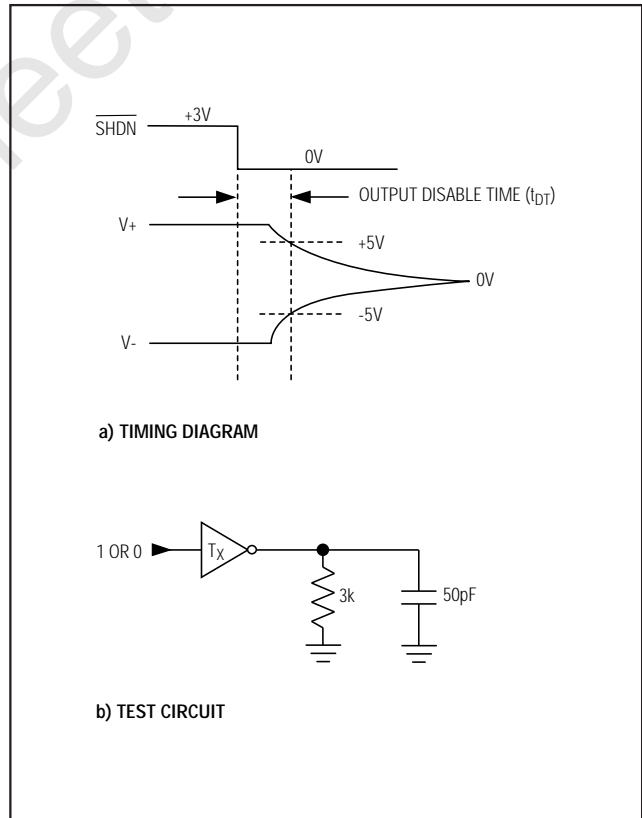 eet
+3V
SHDN
0V
OUTPUT DISABLE TIME (tDT)
V+
+5V
0V
-5V
V-
a) TIMING DIAGRAM
1 OR 0
TX
3k
50pF
b) TEST CIRCUIT